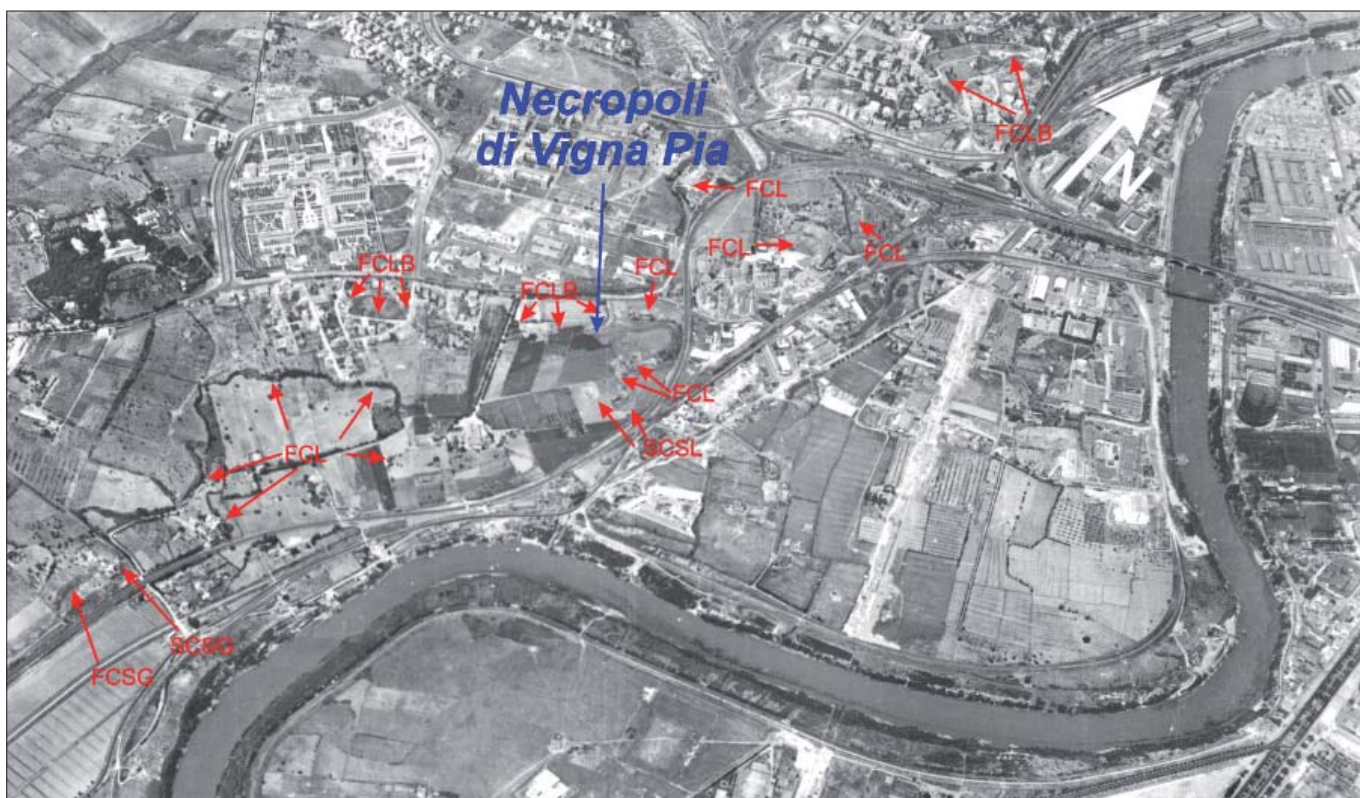 Necropoli
di Vigna Pia
FCLB
N
FCL
FCL
FCL
FCLB
FCL
FCLB
FCL
SCSL
FCL
SCSG
FCSG